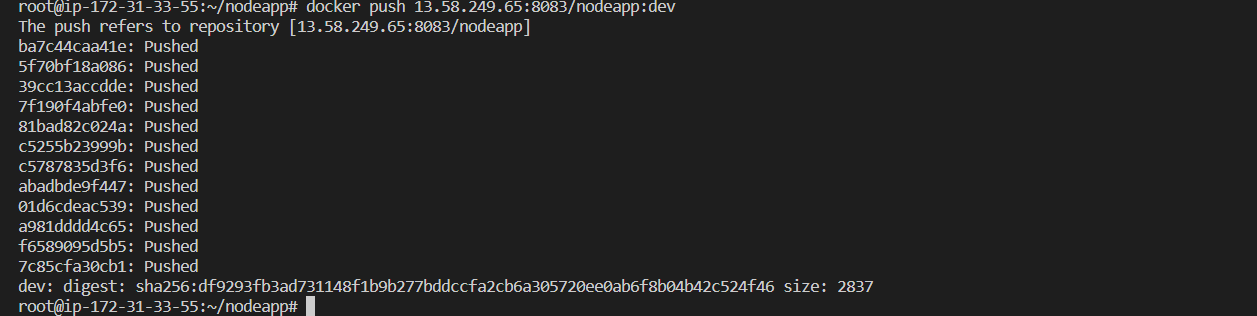 root@ip-172-31-33-55:~/nodeapp# docker push 13.58.249.65:8083/nodeapp:dev
The push refers to repository [13.58.249.65:8083/nodeapp]
ba7c44caa41e: Pushed
5f70bf18a086: Pushed
39cc13accdde: Pushed
7f190f4abfe0: Pushed
81bad82c024a: Pushed
c5255b23999b: Pushed
c5787835d3f6: Pushed
abadbde9f447: Pushed
01d6cdeac539: Pushed
a981dddd4c65: Pushed
f6589095d5b5: Pushed
7c85cfa30cb1: Pushed
dev: digest: sha256:df9293fb3ad731148f1b9b277bddccfa2cb6a305720ee0ab6f8b04b42c524f46 size: 2837
root@ip-172-31-33-55:~/nodeapp#